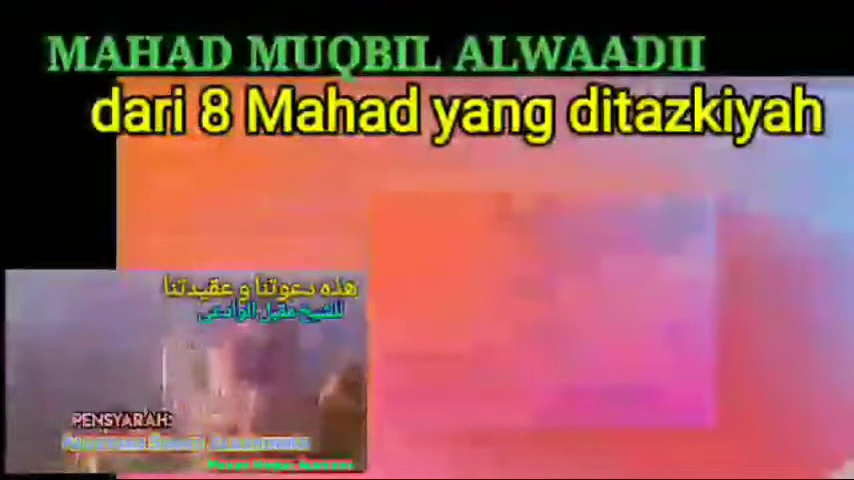 MAHAD MUQBIL ALWAADII
dari 8 Mahad yang ditazkiyah
هذه دعوتنا و عقيدتنا
للشيخ مقبل الوادعي
PENSYARAH: